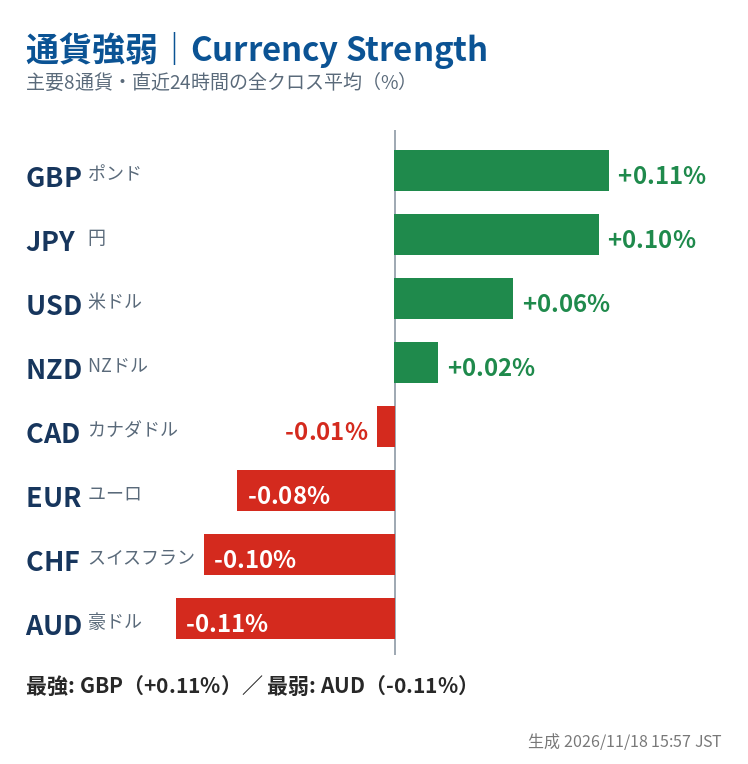 通貨強弱｜Currency Strength
主要8通貨・直近24時間の全クロス平均（%）
GBP ポンド +0.11%
JPY 円 +0.10%
USD 米ドル +0.06%
NZD NZドル +0.02%
CAD カナダドル -0.01%
EUR ユーロ -0.08%
CHF スイスフラン -0.10%
AUD 豪ドル -0.11%
最強: GBP（+0.11%）／ 最弱: AUD（-0.11%）
生成 2026/11/18 15:57 JST